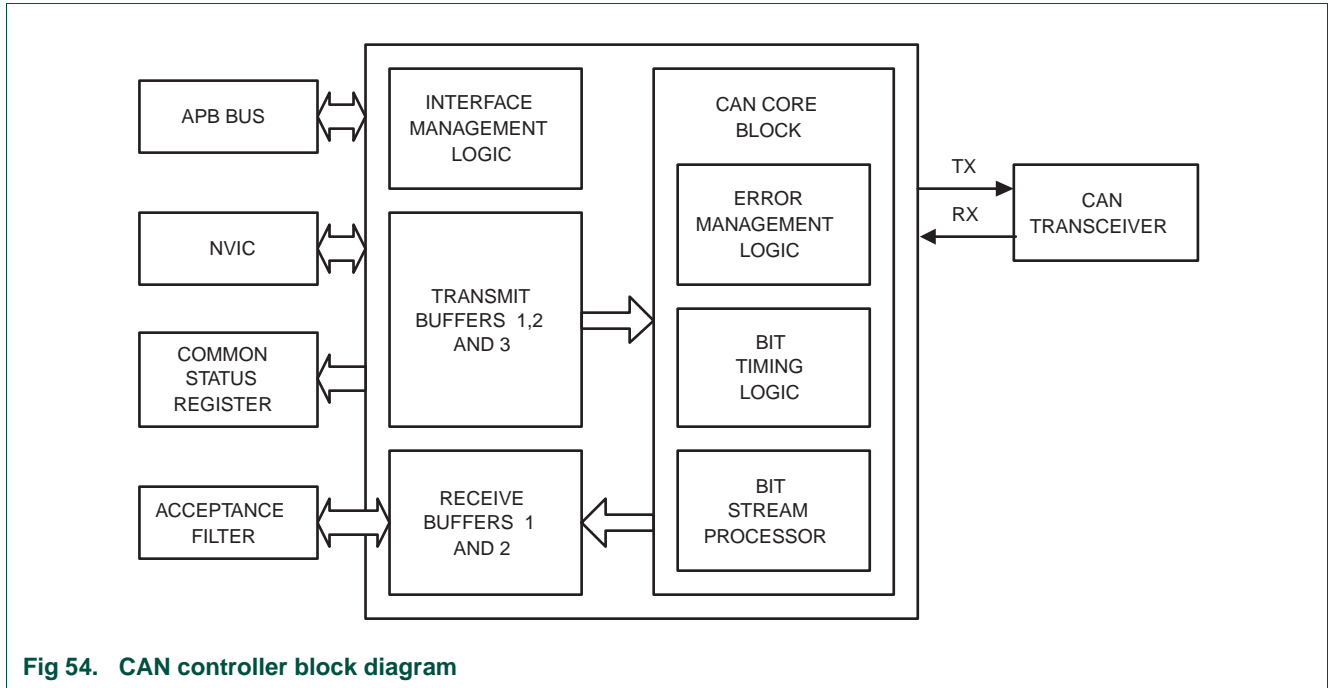 APB BUS
NVIC
COMMON
STATUS
REGISTER
ACCEPTANCE
FILTER
INTERFACE
MANAGEMENT
LOGIC
TRANSMIT
BUFFERS 1,2
AND 3
RECEIVE
BUFFERS 1
AND 2
CAN CORE
BLOCK
ERROR
MANAGEMENT
LOGIC
BIT
TIMING
LOGIC
BIT
STREAM
PROCESSOR
TX
RX
CAN
TRANSCEIVER
Fig 54. CAN controller block diagram